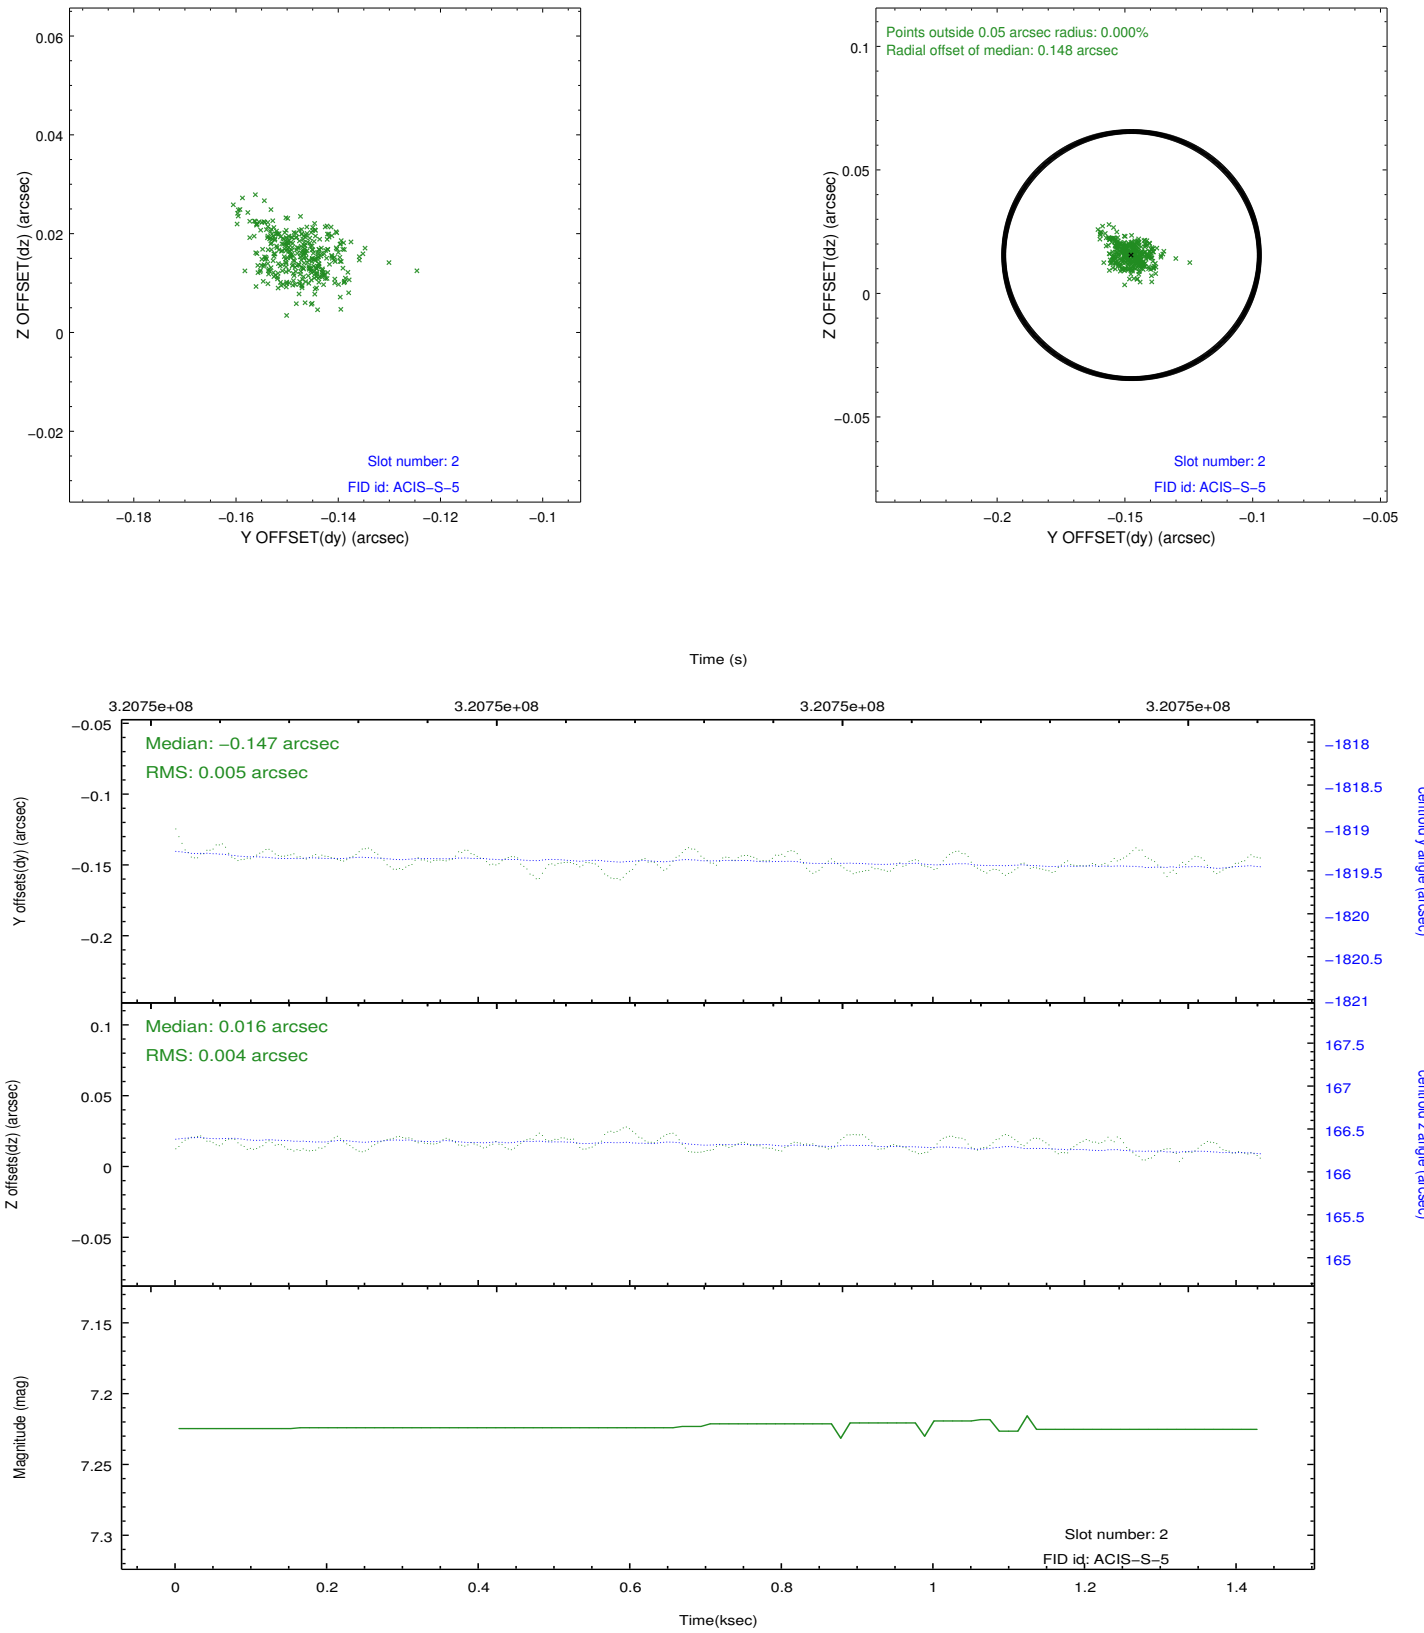 0.06
0.04
0.02
0
−0.02
Z OFFSET(dz) (arcsec)
Slot number: 2
FID id: ACIS−S−5
−0.18 −0.16 −0.14 −0.12 −0.1
Y OFFSET(dy) (arcsec)
Points outside 0.05 arcsec radius: 0.000%
Radial offset of median: 0.148 arcsec
0.1
0.05
0
−0.05
Z OFFSET(dz) (arcsec)
Slot number: 2
FID id: ACIS−S−5
−0.2 −0.15 −0.1 −0.05
Y OFFSET(dy) (arcsec)
Time (s)
3.2075e+08 3.2075e+08 3.2075e+08 3.2075e+08
Median: −0.147 arcsec
RMS: 0.005 arcsec
−0.05
−0.1
−0.15
−0.2
Y offsets(dy) (arcsec)
−1818
−1818.5
−1819
−1819.5
−1820
−1820.5
−1821
centroid y angle (arcsec)
Median: 0.016 arcsec
RMS: 0.004 arcsec
0.1
0.05
0
−0.05
Z offsets(dz) (arcsec)
167.5
167
166.5
166
165.5
165
centroid z angle (arcsec)
7.15
7.2
7.25
7.3
Magnitude (mag)
Slot number: 2
FID id: ACIS−S−5
0 0.2 0.4 0.6 0.8 1 1.2 1.4
Time(ksec)